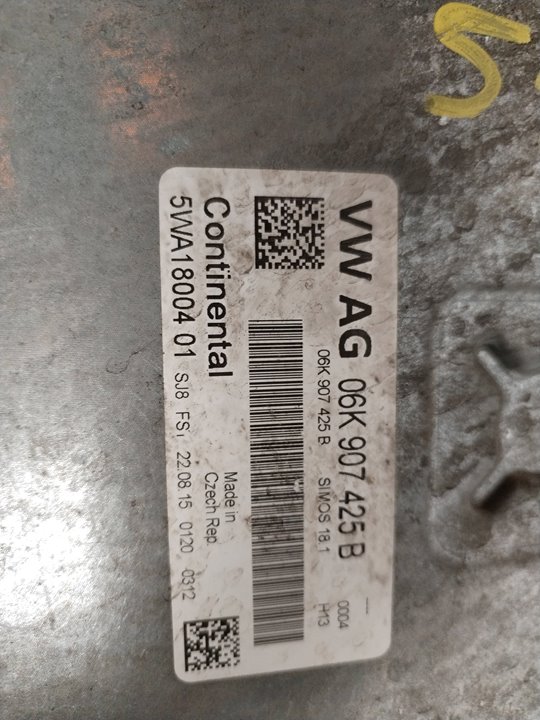 VW AG 06K 907 425 B
06K 907 425 B SIMOS 18.1
---- 0004
H13
Made in
Czech Rep.
Continental
5WA18004 01 SJ8 FS1 22.08.15 0120 0312